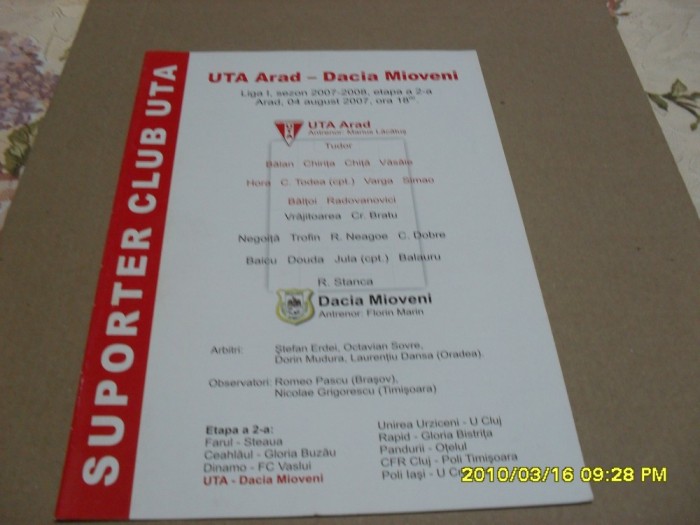 SUPORTER CLUB UTA
UTA Arad – Dacia Mioveni
Liga I, sezon 2007-2008, etapa a 2-a
Arad, 04 august 2007, ora 18
UTA Arad
Antrenor: Marius Lăcătuş
Tudor
Bălan Chiriţa Chiţă Văsâie
Hora C. Todea (cpt.) Varga Simao
Bălţoi Radovanovici
Vrăjitoarea Cr. Bratu
Negoiţă Trofin R. Neagoe C. Dobre
Baicu Douda Jula (cpt.) Balauru
R. Stanca
Dacia Mioveni
Antrenor: Florin Marin
Arbitri: Ştefan Erdei, Octavian Sovre,
Dorin Mudura, Laurenţiu Dansa (Oradea).
Observatori: Romeo Pascu (Braşov),
Nicolae Grigorescu (Timişoara)
Etapa a 2-a:
Farul - Steaua
Ceahlăul - Gloria Buzău
Dinamo - FC Vaslui
UTA - Dacia Mioveni
Unirea Urziceni - U Cluj
Rapid - Gloria Bistriţa
Pandurii - Oţelul
CFR Cluj - Poli Timişoara
Poli Iaşi - U
2010/03/16 09:28 PM